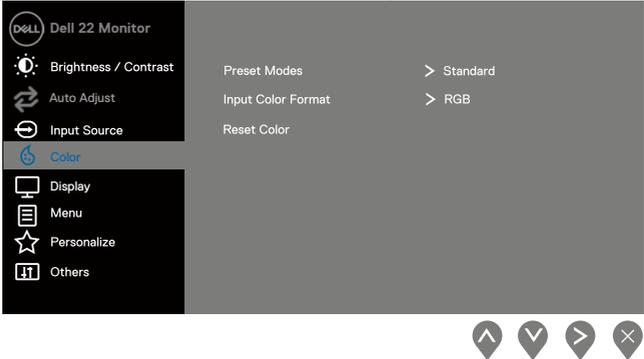 DELL Dell 22 Monitor
Brightness / Contrast
Auto Adjust
Input Source
Color
Display
Menu
Personalize
Others
Preset Modes > Standard
Input Color Format > RGB
Reset Color